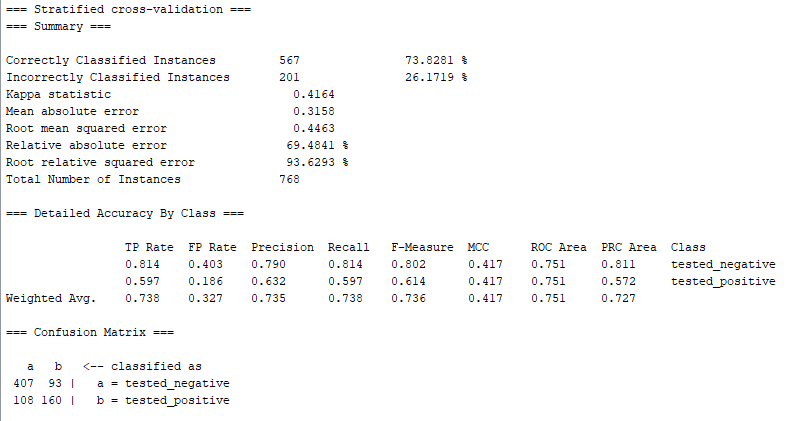 === Stratified cross-validation ===
=== Summary ===
Correctly Classified Instances         567               73.8281 %
Incorrectly Classified Instances       201               26.1719 %
Kappa statistic                          0.4164
Mean absolute error                      0.3158
Root mean squared error                  0.4463
Relative absolute error                 69.4841 %
Root relative squared error             93.6293 %
Total Number of Instances              768
=== Detailed Accuracy By Class ===
                 TP Rate  FP Rate  Precision  Recall   F-Measure  MCC      ROC Area  PRC Area  Class
                 0.814    0.403    0.790      0.814    0.802      0.417    0.751     0.811     tested_negative
                 0.597    0.186    0.632      0.597    0.614      0.417    0.751     0.572     tested_positive
Weighted Avg.    0.738    0.327    0.735      0.738    0.736      0.417    0.751     0.727
=== Confusion Matrix ===
   a   b   <-- classified as
 407  93 |   a = tested_negative
 108 160 |   b = tested_positive